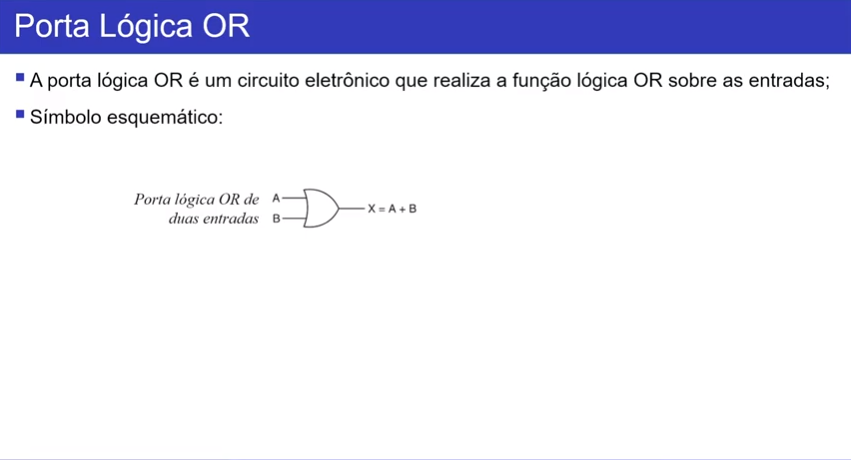 Porta Lógica OR
A porta lógica OR é um circuito eletrônico que realiza a função lógica OR sobre as entradas;
Símbolo esquemático:
Porta lógica OR de
duas entradas
A
B
X = A + B